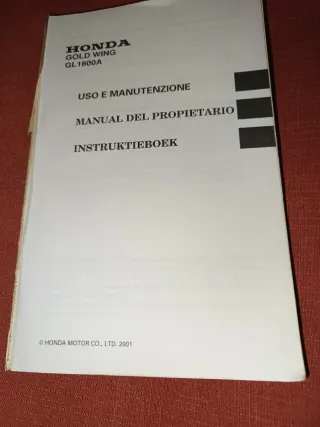 HONDA
GOLD WING
GL1800A
USO E MANUTENZIONE
MANUAL DEL PROPIETARIO
INSTRUKTIEBOEK
© HONDA MOTOR CO., LTD. 2001